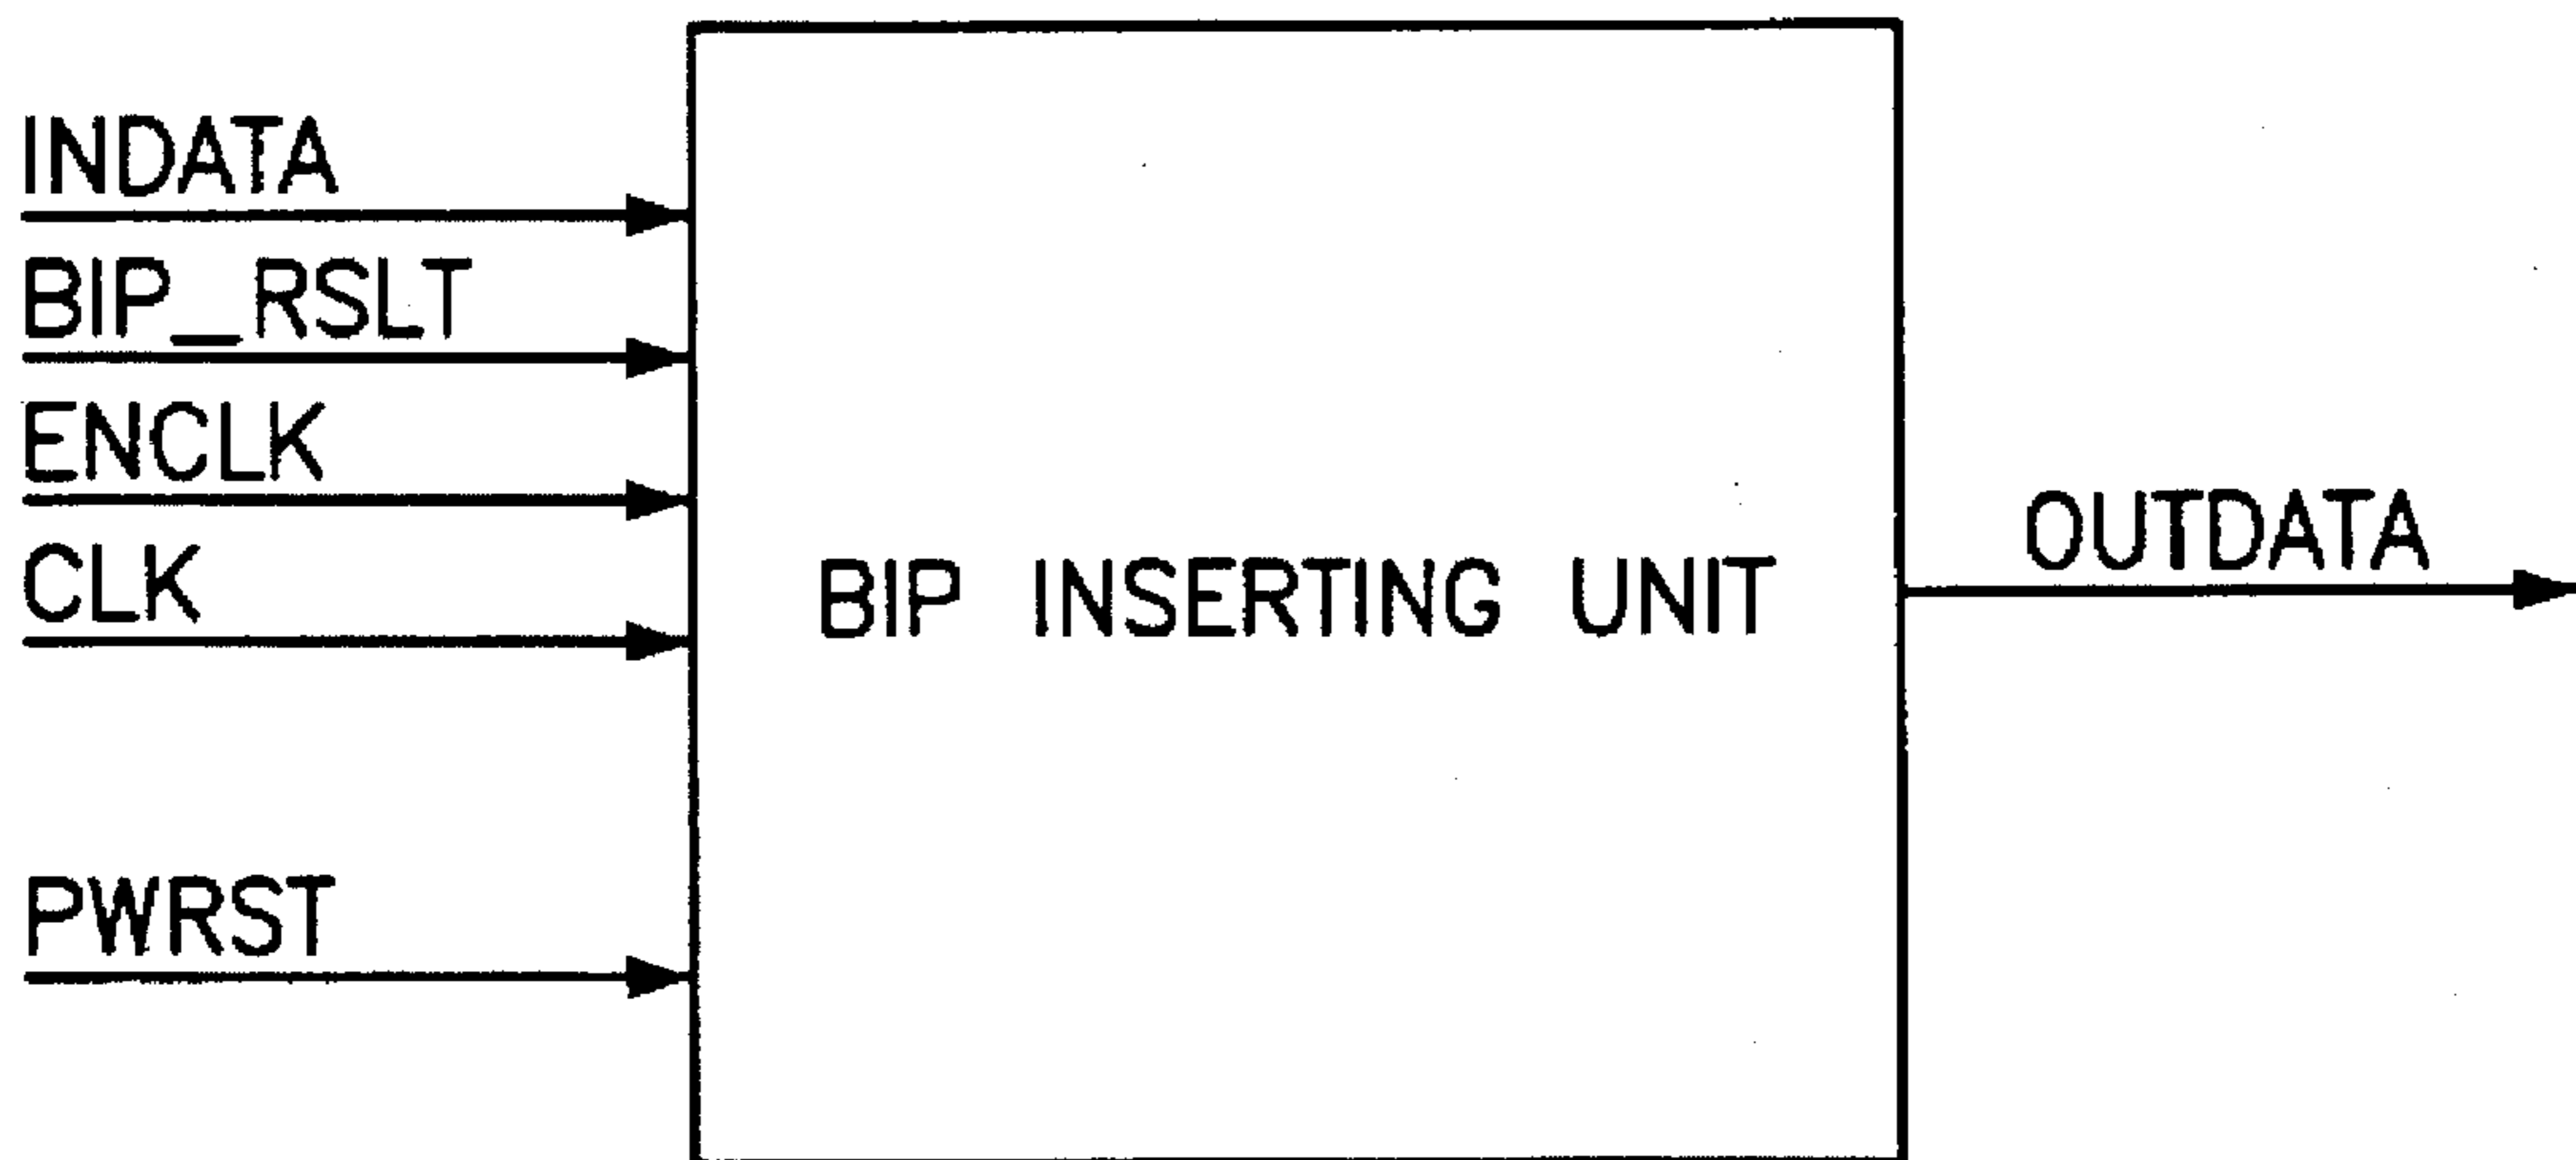 INDATA
BIP_RSLT
ENCLK
CLK
BIP INSERTING UNIT
OUTDATA
PWRST